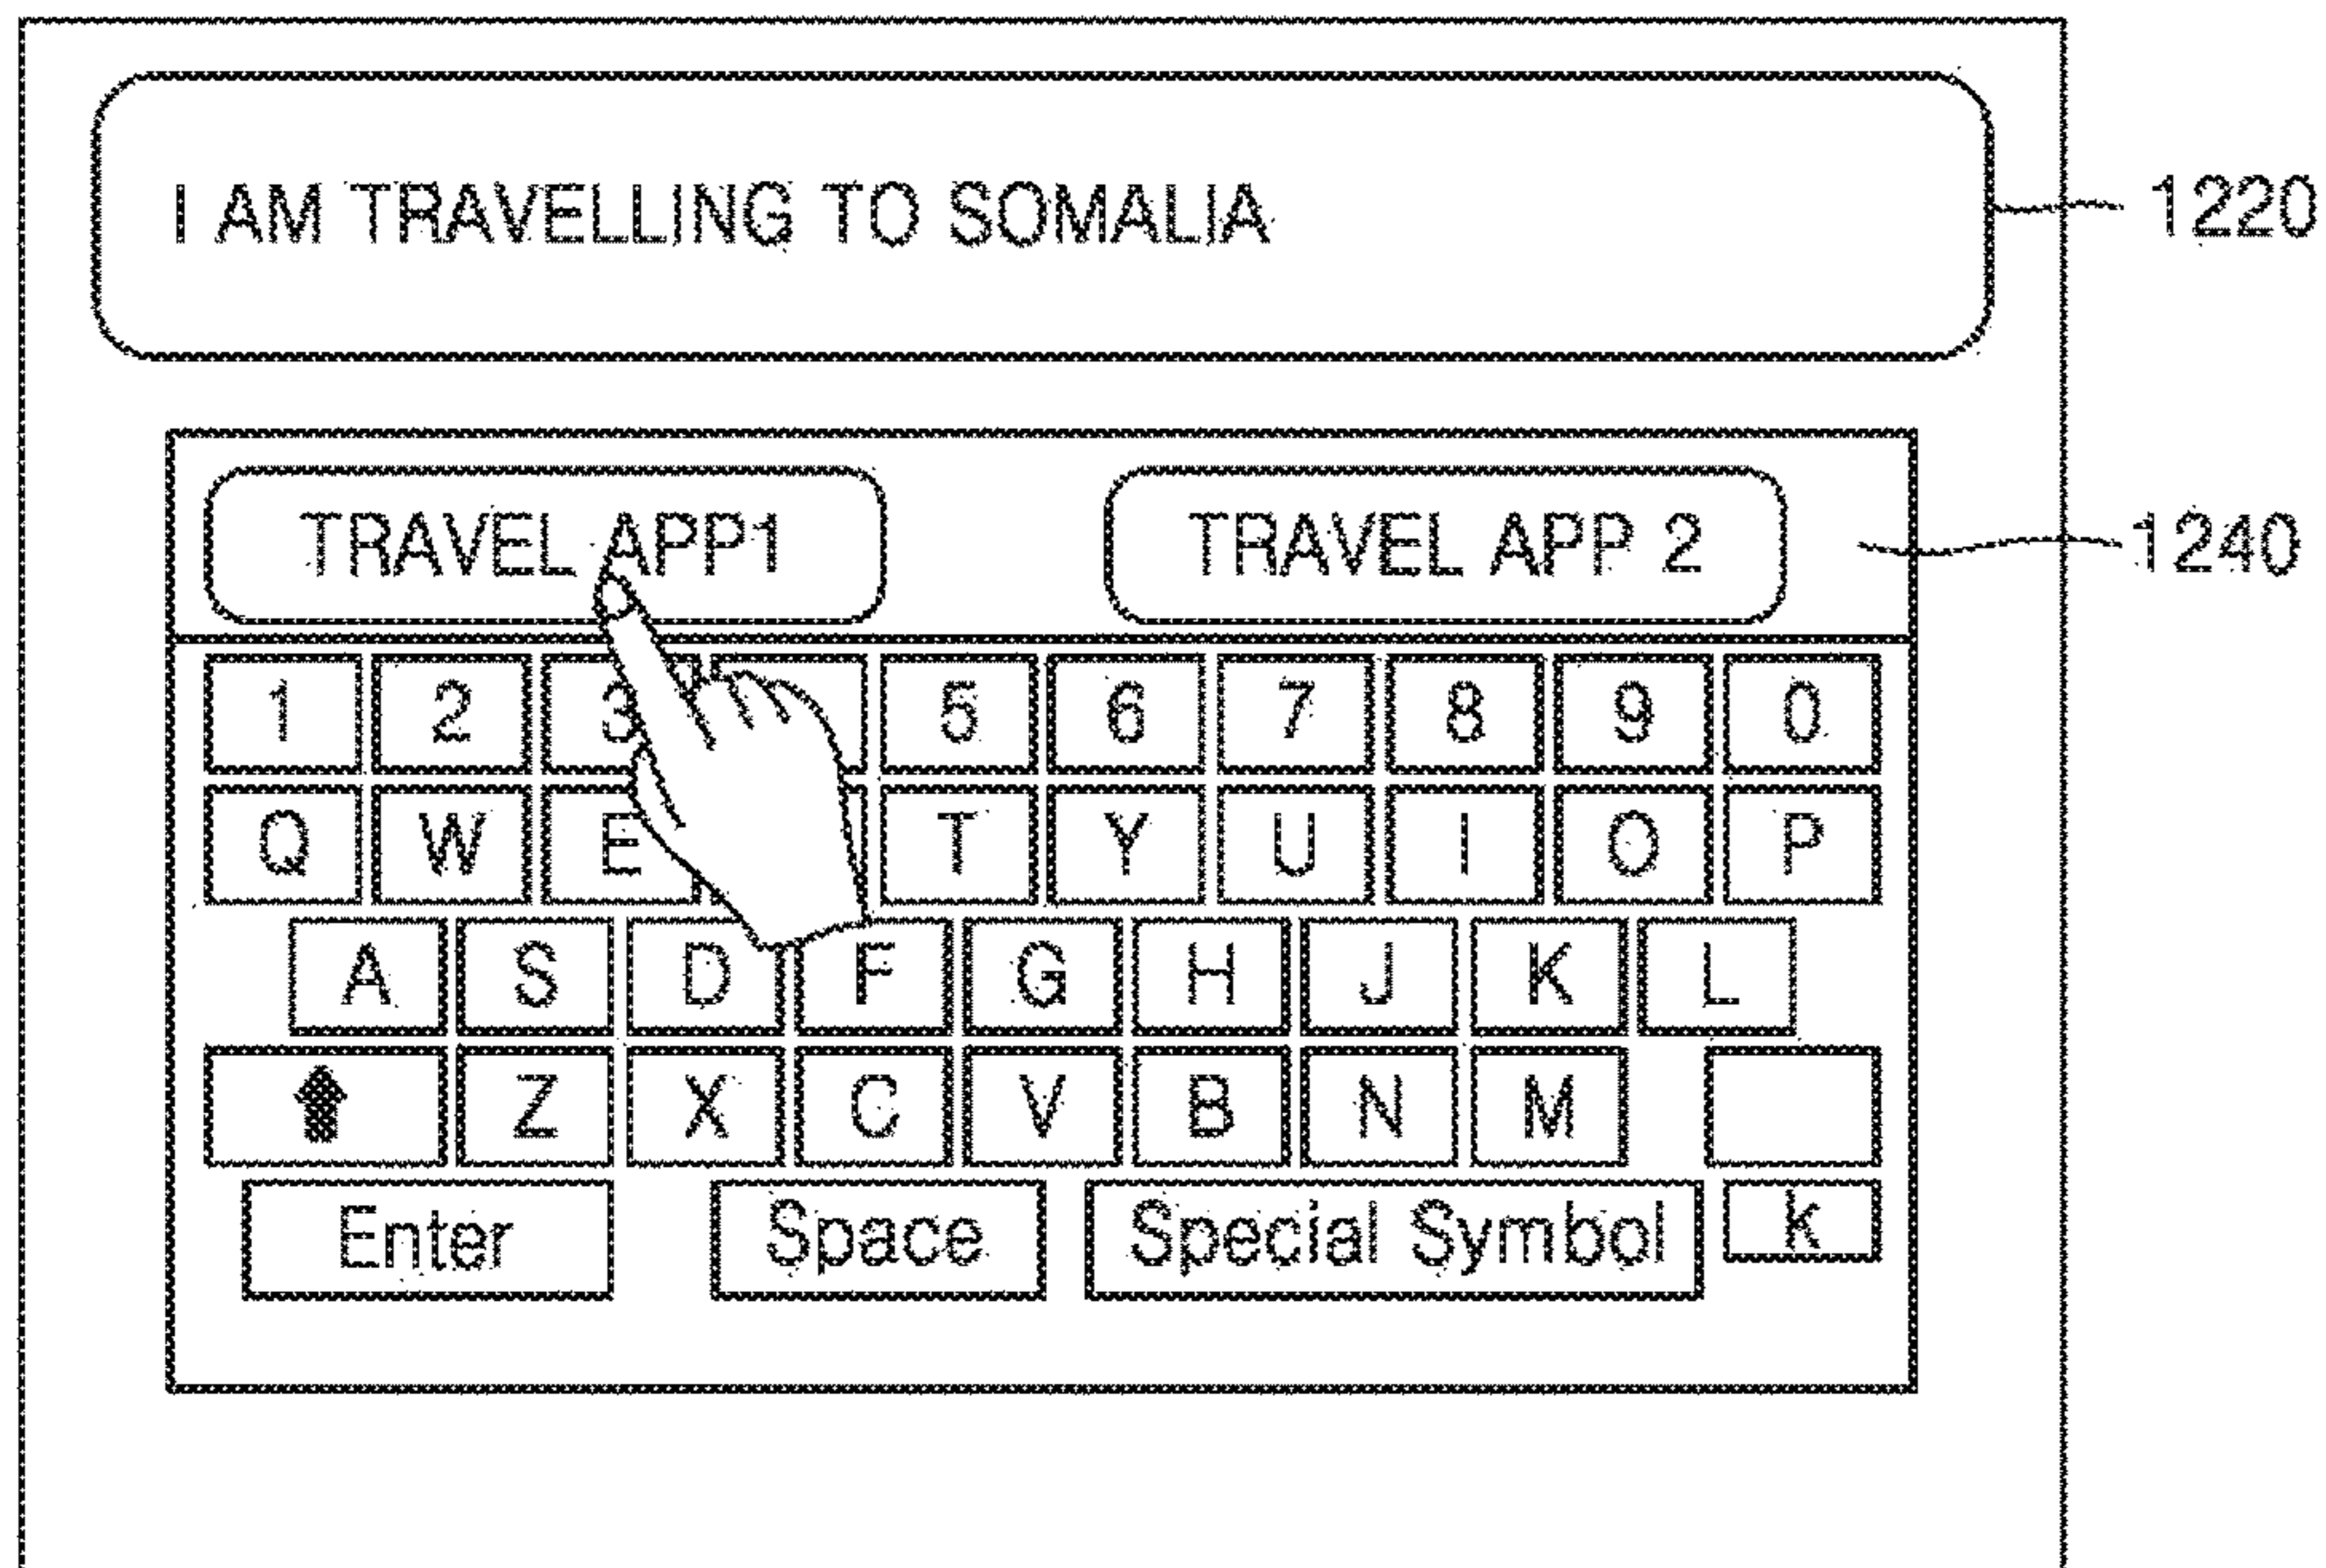 I AM TRAVELLING TO SOMALIA 1220
TRAVEL APP1 TRAVEL APP 2 1240
1 2 3 5 6 7 8 9 0
Q W E T Y U I O P
A S D F G H J K L
Z X C V B N M
Enter Space Special Symbol k